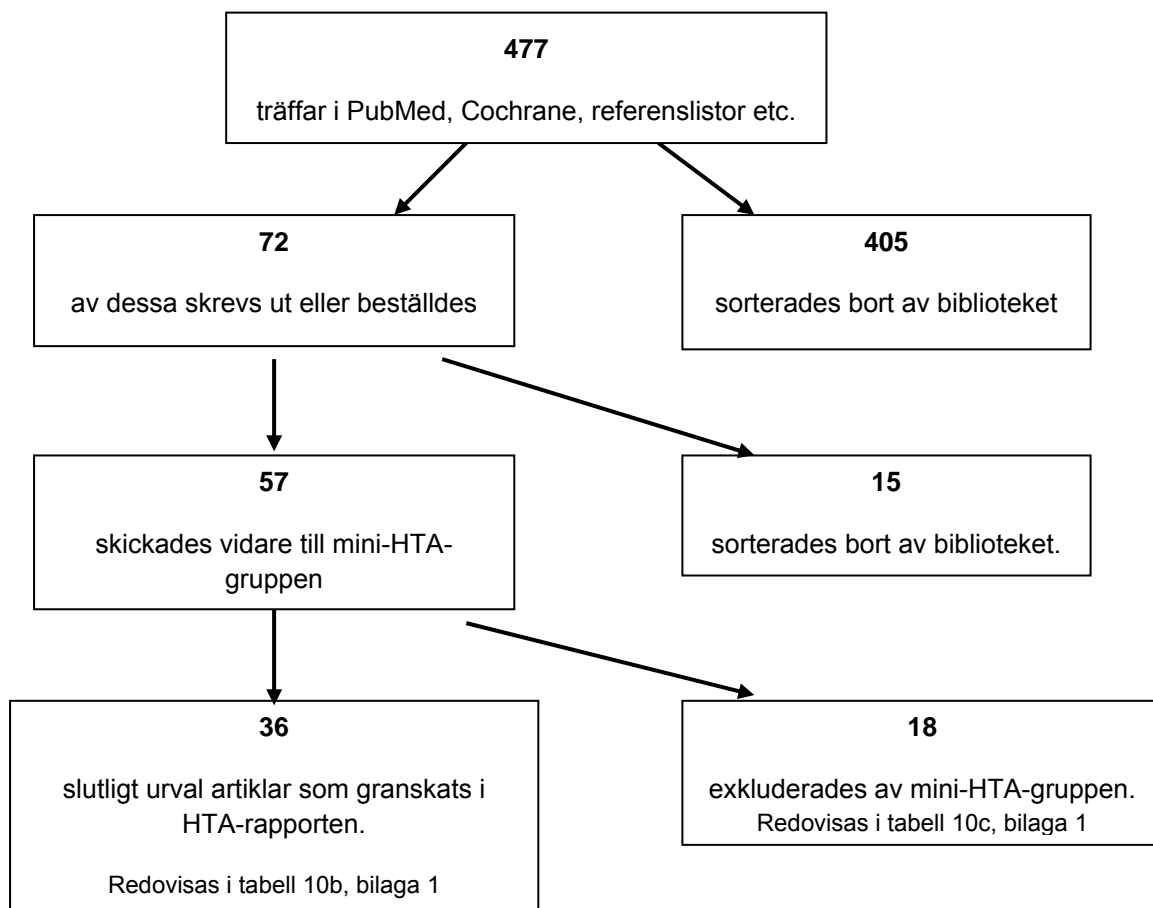 477
träffar i PubMed, Cochrane, referenslistor etc.
72
av dessa skrevs ut eller beställdes
405
sorterades bort av biblioteket
57
skickades vidare till mini-HTA-
gruppen
15
sorterades bort av biblioteket.
36
slutligt urval artiklar som granskats i
HTA-rapporten.
Redovisas i tabell 10b, bilaga 1
18
exkluderades av mini-HTA-gruppen.
Redovisas i tabell 10c, bilaga 1